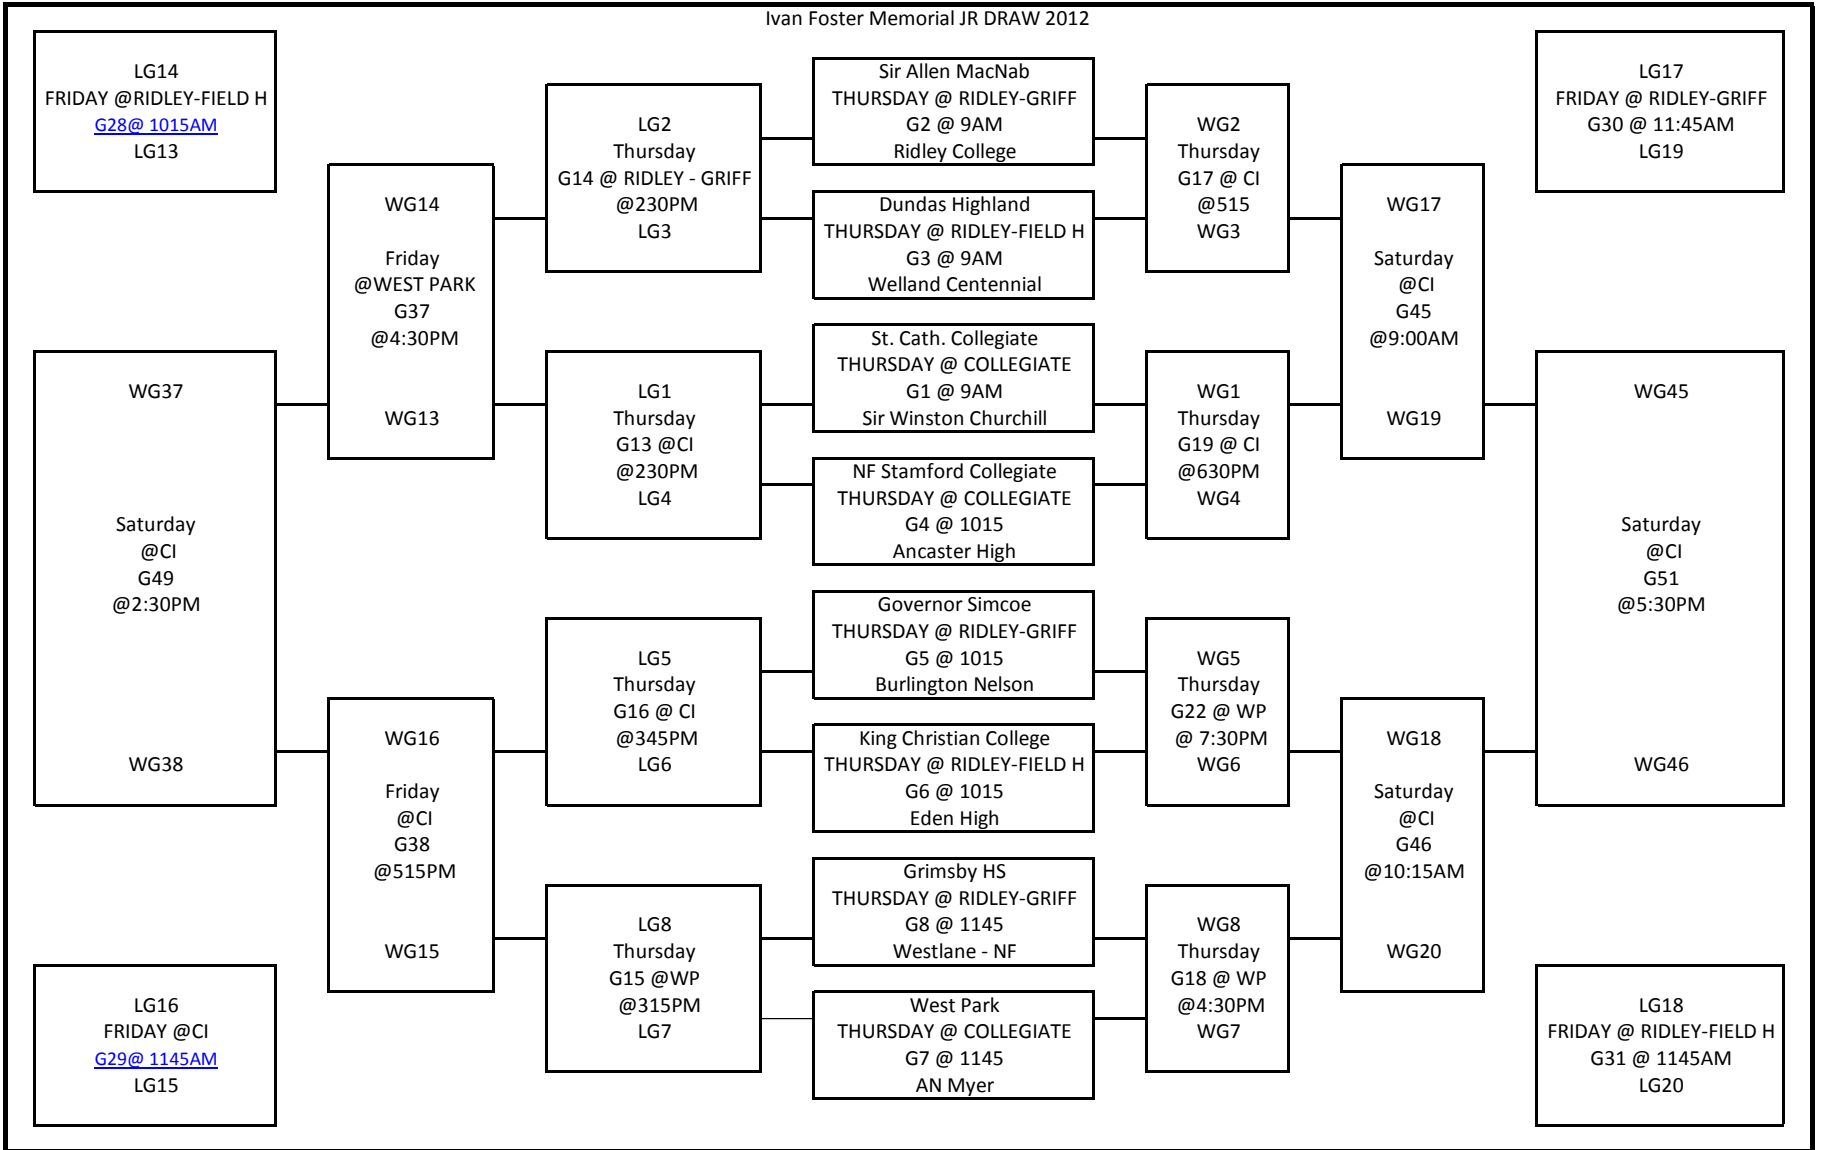 Ivan Foster Memorial JR DRAW 2012
LG14
FRIDAY @RIDLEY-FIELD H
G28@ 1015AM
LG13
WG37
Saturday
@CI
G49
@2:30PM
WG38
LG16
FRIDAY @CI
G29@ 1145AM
LG15
WG14
Friday
@WEST PARK
G37
@4:30PM
WG13
WG16
Friday
@CI
G38
@515PM
WG15
LG2
Thursday
G14 @ RIDLEY - GRIFF
@230PM
LG3
LG1
Thursday
G13 @CI
@230PM
LG4
LG5
Thursday
G16 @ CI
@345PM
LG6
LG8
Thursday
G15 @WP
@315PM
LG7
Sir Allen MacNab
THURSDAY @ RIDLEY-GRIFF
G2 @ 9AM
Ridley College
Dundas Highland
THURSDAY @ RIDLEY-FIELD H
G3 @ 9AM
Welland Centennial
St. Cath. Collegiate
THURSDAY @ COLLEGIATE
G1 @ 9AM
Sir Winston Churchill
NF Stamford Collegiate
THURSDAY @ COLLEGIATE
G4 @ 1015
Ancaster High
Governor Simcoe
THURSDAY @ RIDLEY-GRIFF
G5 @ 1015
Burlington Nelson
King Christian College
THURSDAY @ RIDLEY-FIELD H
G6 @ 1015
Eden High
Grimsby HS
THURSDAY @ RIDLEY-GRIFF
G8 @ 1145
Westlane - NF
West Park
THURSDAY @ COLLEGIATE
G7 @ 1145
AN Myer
WG2
Thursday
G17 @ CI
@515
WG3
WG1
Thursday
G19 @ CI
@630PM
WG4
WG5
Thursday
G22 @ WP
@ 7:30PM
WG6
WG8
Thursday
G18 @ WP
@4:30PM
WG7
WG17
Saturday
@CI
G45
@9:00AM
WG19
WG18
Saturday
@CI
G46
@10:15AM
WG20
LG17
FRIDAY @ RIDLEY-GRIFF
G30 @ 11:45AM
LG19
WG45
Saturday
@CI
G51
@5:30PM
WG46
LG18
FRIDAY @ RIDLEY-FIELD H
G31 @ 1145AM
LG20